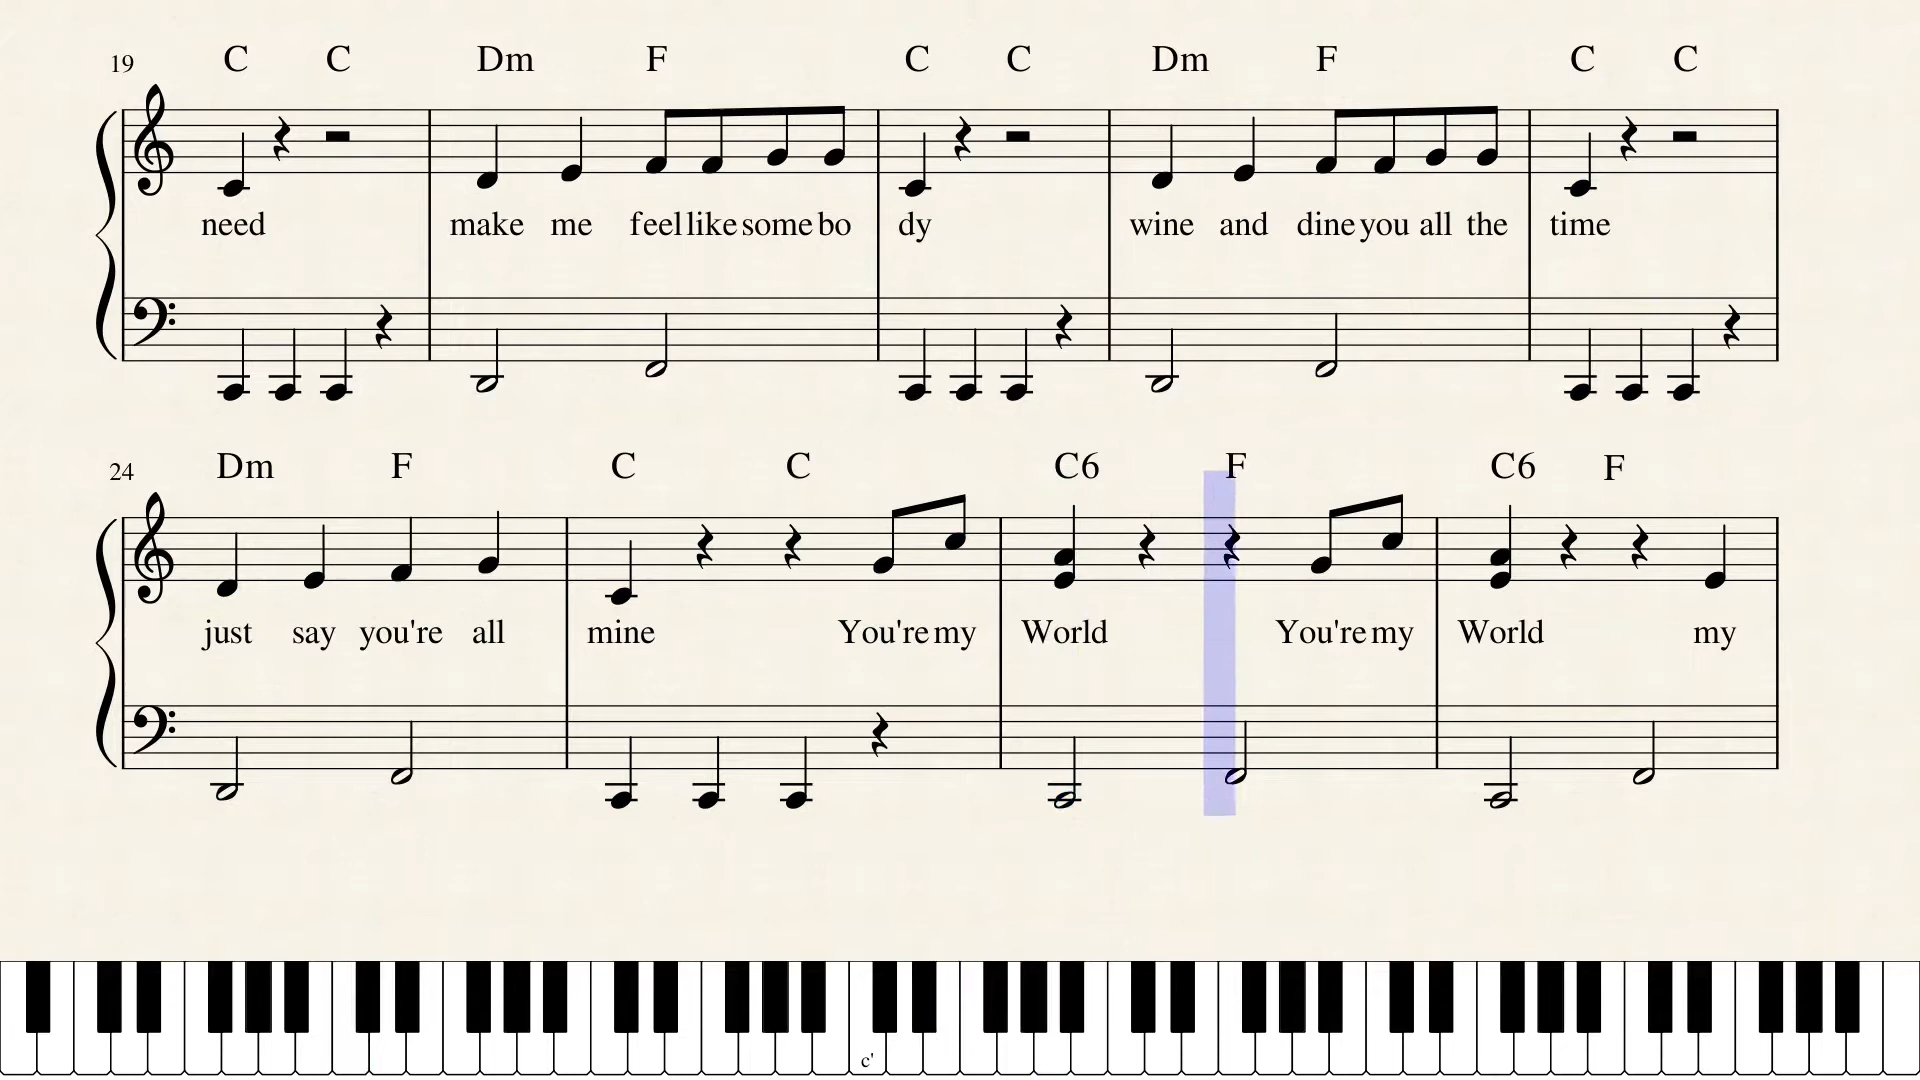 19 C C Dm F C C Dm F C C
need make me feel like some bo dy wine and dine you all the time
24 Dm F C C C6 F C6 F
just say you're all mine You're my World You're my World my
c'